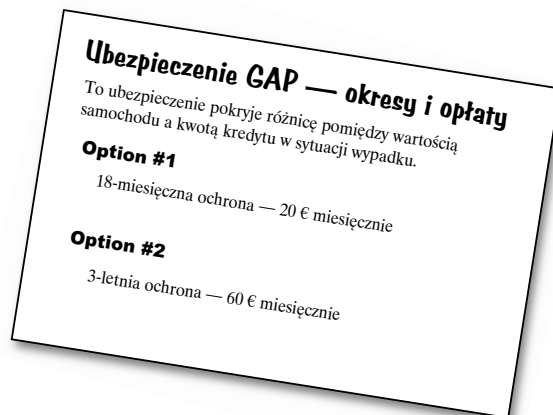 Ubezpieczenie GAP — okresy i opłaty
To ubezpieczenie pokryje różnicę pomiędzy wartością
samochodu a kwotą kredytu w sytuacji wypadku.
Option #1
18-miesięczna ochrona — 20 € miesięcznie
Option #2
3-letnia ochrona — 60 € miesięcznie